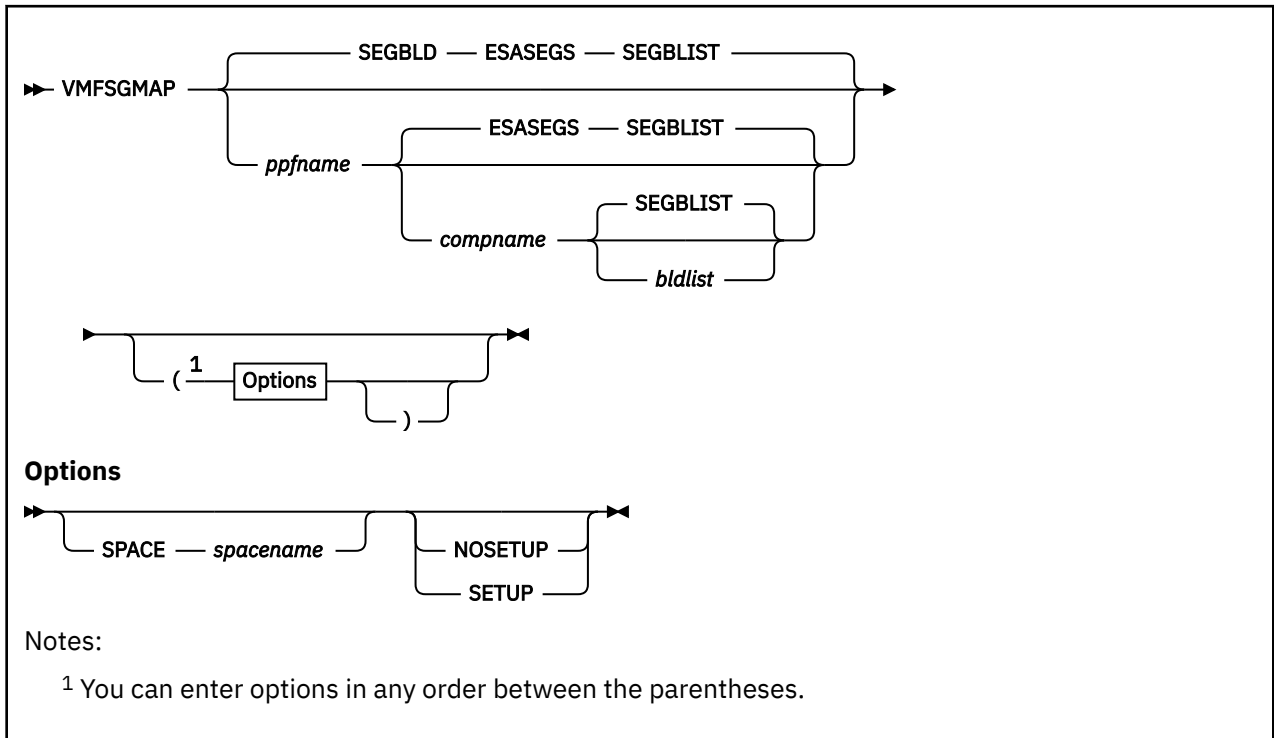 SEGBLD ESASEGS SEGBLIST
VMFSGMAP
ESASEGS SEGBLIST
ppfname
SEGBLIST
compname
bldlist
( 1 Options
)
Options
SPACE spacename NOSETUP
SETUP
Notes:
1 You can enter options in any order between the parentheses.